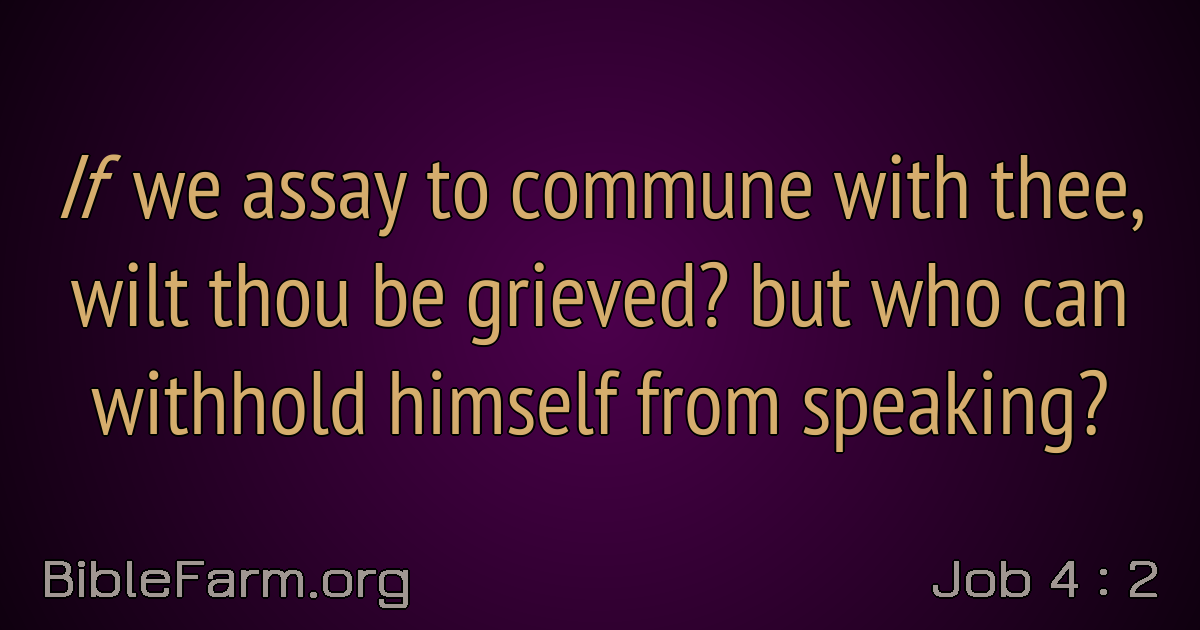 If we assay to commune with thee,
wilt thou be grieved? but who can
withhold himself from speaking?
BibleFarm.org
Job 4 : 2